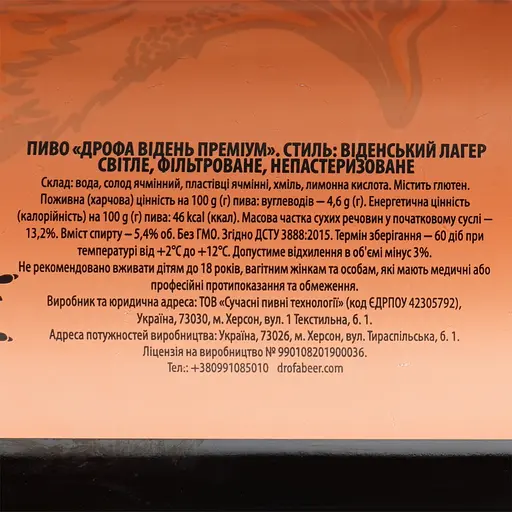 ПИВО «ДРОФА ВІДЕНЬ ПРЕМІУМ». СТИЛЬ: ВІДЕНСЬКИЙ ЛАГЕР
СВІТЛЕ, ФІЛЬТРОВАНЕ, НЕПАСТЕРИЗОВАНЕ
Склад: вода, солод ячмінний, пластівці ячмінні, хміль, лимонна кислота. Містить глютен.
Поживна (харчова) цінність на 100 g (г) пива: вуглеводов – 4,6 g (г). Енергетична цінність
(калорійність) на 100 g (г) пива: 46 kcal (ккал). Масова частка сухих речовин у початковому суслі –
13,2%. Вміст спирту – 5,4% об. Без ГМО. Згідно ДСТУ 3888:2015. Термін зберігання – 60 діб при
температурі від +2°C до +12°C. Допустиме відхилення в об'ємі мінус 3%.
Не рекомендовано вживати дітям до 18 років, вагітним жінкам та особам, які мають медичні або
професійні протипоказання та обмеження.
Виробник та юридична адреса: ТОВ «Сучасні пивні технології» (код ЄДРПОУ 42305792),
Україна, 73030, м. Херсон, вул. 1 Текстильна, б. 1.
Адреса потужностей виробництва: Україна, 73026, м. Херсон, вул. Тираспільська, б. 1.
Ліцензія на виробництво № 990108201900036.
Тел.: +380991085010 drofabeer.com